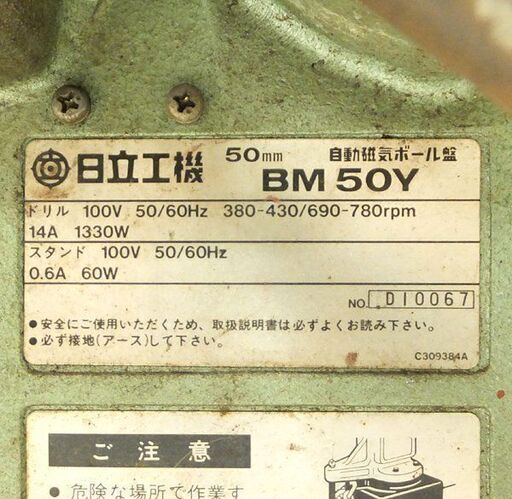 日立工機 50mm 自動磁気ボール盤
BM 50Y
ドリル 100V 50/60Hz 380-430/690-780rpm
14A 1330W
スタンド 100V 50/60Hz
0.6A 60W
NO. D10067
●安全にご使用いただくため、取扱説明書は必ずよくお読み下さい。
●必ず接地(アース)して下さい。
C309384A
ご注意
●危険な場所で作業す